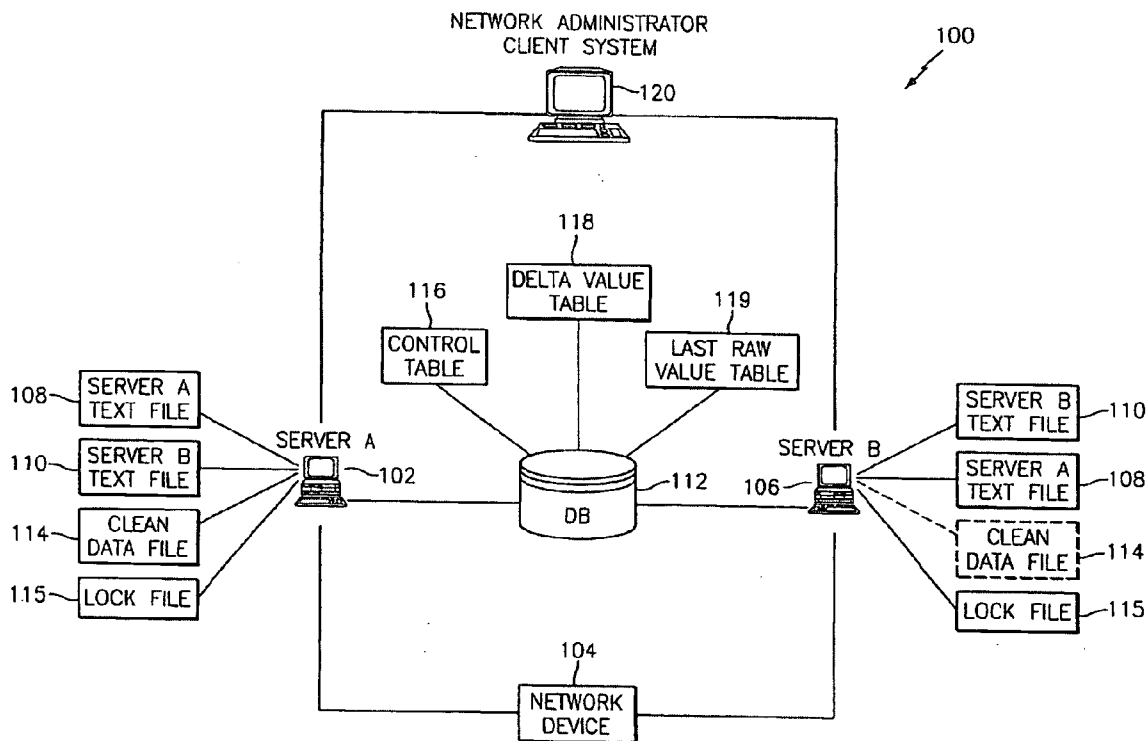 NETWORK ADMINISTRATOR
CLIENT SYSTEM
100
120
118
DELTA VALUE
TABLE
116
CONTROL
TABLE
119
LAST RAW
VALUE TABLE
108
SERVER A
TEXT FILE
110
SERVER B
TEXT FILE
114
CLEAN
DATA FILE
115
LOCK FILE
SERVER A
102
DB
112
SERVER B
106
SERVER B
TEXT FILE
110
SERVER A
TEXT FILE
108
CLEAN
DATA FILE
114
LOCK FILE
115
104
NETWORK
DEVICE